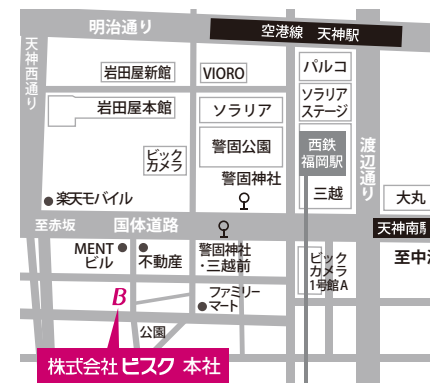 明治通り
空港線 天神駅
天神西通り
岩田屋新館
VIORO
パルコ
岩田屋本館
ソラリア
ソラリア
ステージ
警固公園
西鉄
福岡駅
渡辺通り
ビック
カメラ
警固神社
三越
大丸
楽天モバイル
至赤坂
国体道路
天神南駅
MENT
ビル
不動産
警固神社
・三越前
ビック
カメラ
1号館A
至中
B
ファミリー
マート
公園
株式会社 ビスク 本社